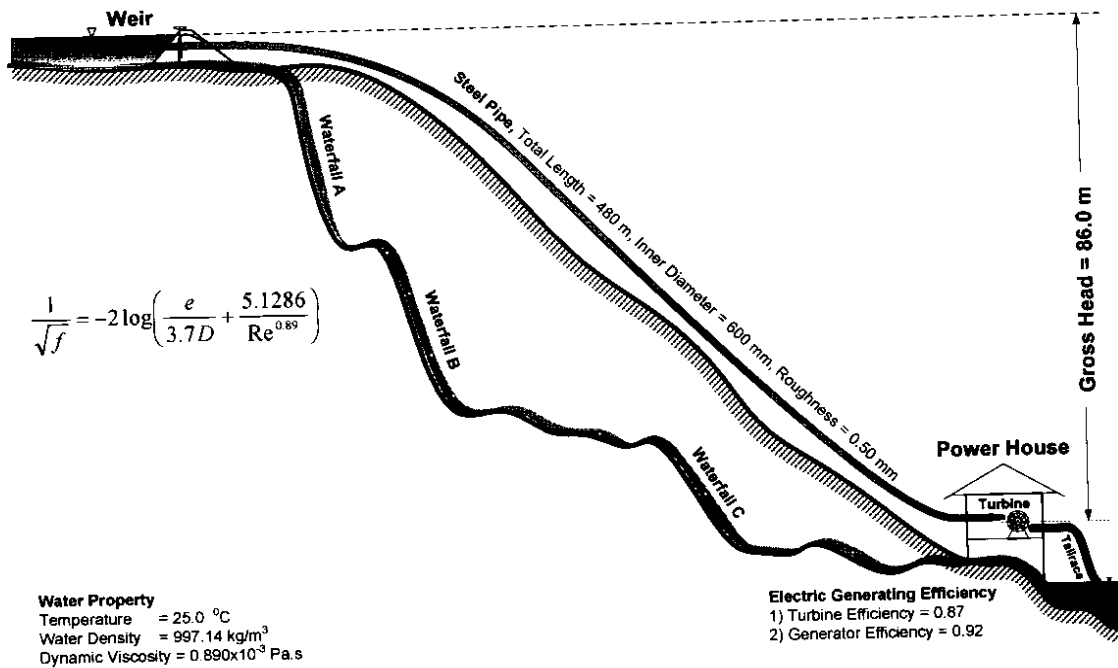 Weir
Waterfall A
Steel Pipe, Total Length = 480 m, Inner Diameter = 600 mm, Roughness = 0.50 mm
Gross Head = 86.0 m
1/√f = -2log(e/3.7D + 5.1286/Re^0.89)
Waterfall B
Waterfall C
Power House
Turbine
Tailrace
Water Property
Temperature = 25.0 °C
Water Density = 997.14 kg/m³
Dynamic Viscosity = 0.890x10⁻³ Pa.s
Electric Generating Efficiency
1) Turbine Efficiency = 0.87
2) Generator Efficiency = 0.92